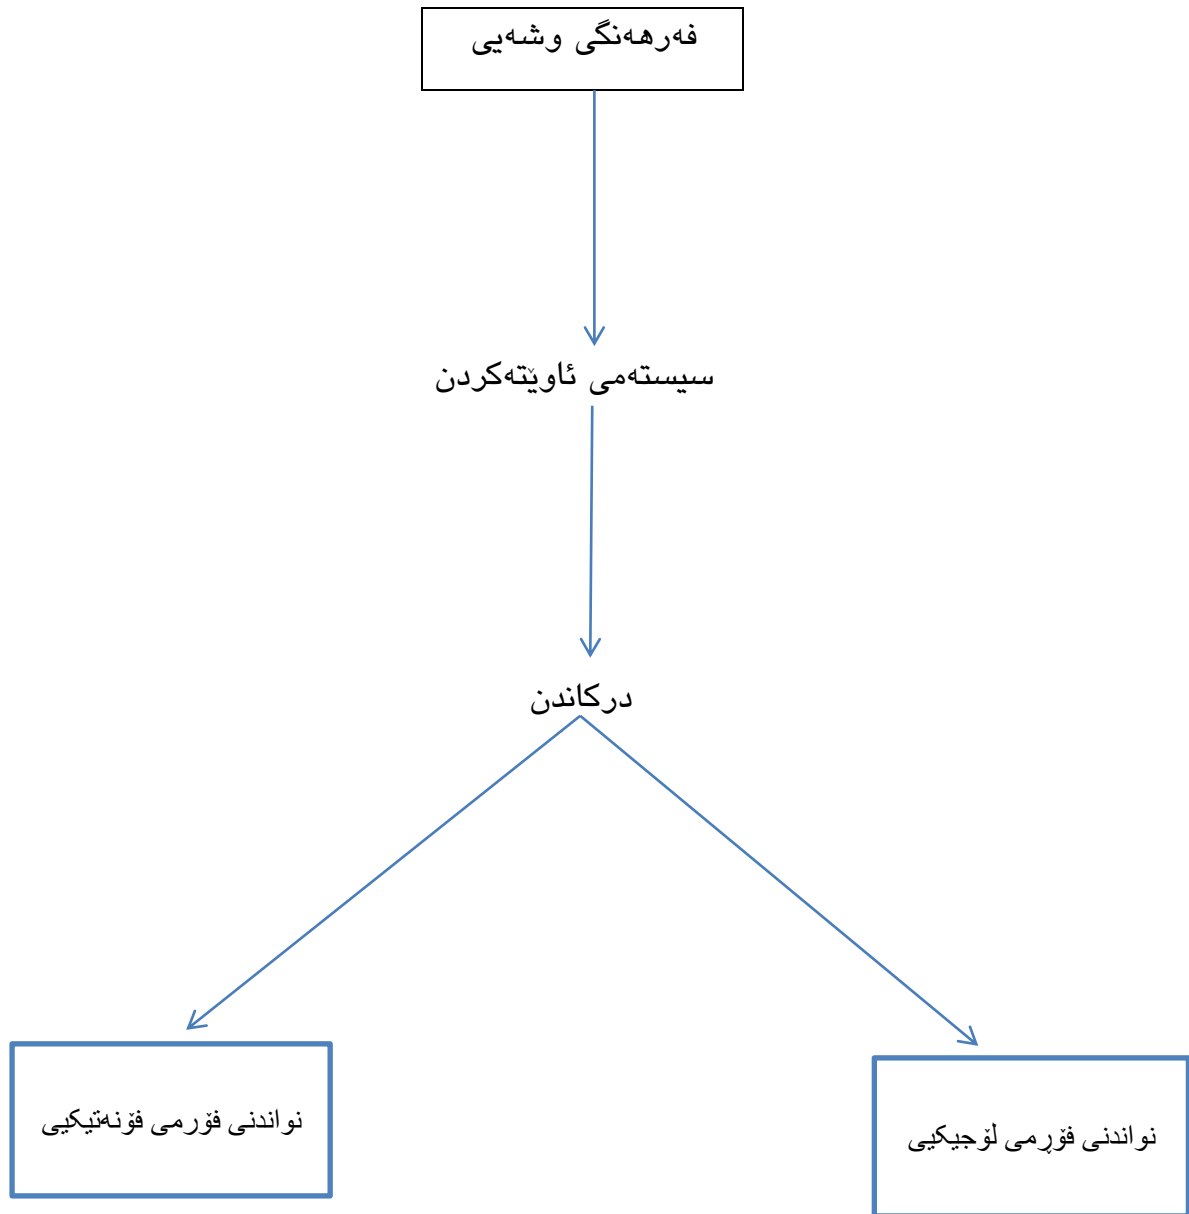 فەرهەنگی وشەیی
سیستەمی ئاوێتەکردن
درکاندن
نواندنی فۆڕمی لۆجیکیی
نواندنی فۆرمی فۆنەتیکیی